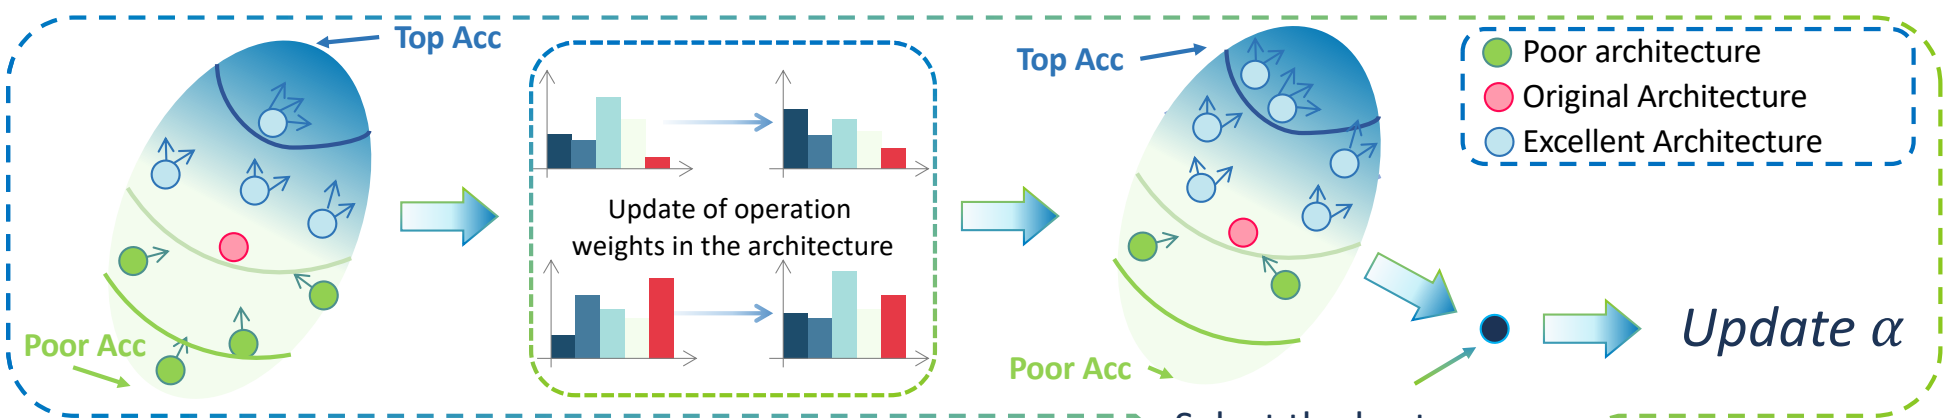 Top Acc
Poor Acc
Update of operation
weights in the architecture
Top Acc
Poor Acc
Poor architecture
Original Architecture
Excellent Architecture
Update α